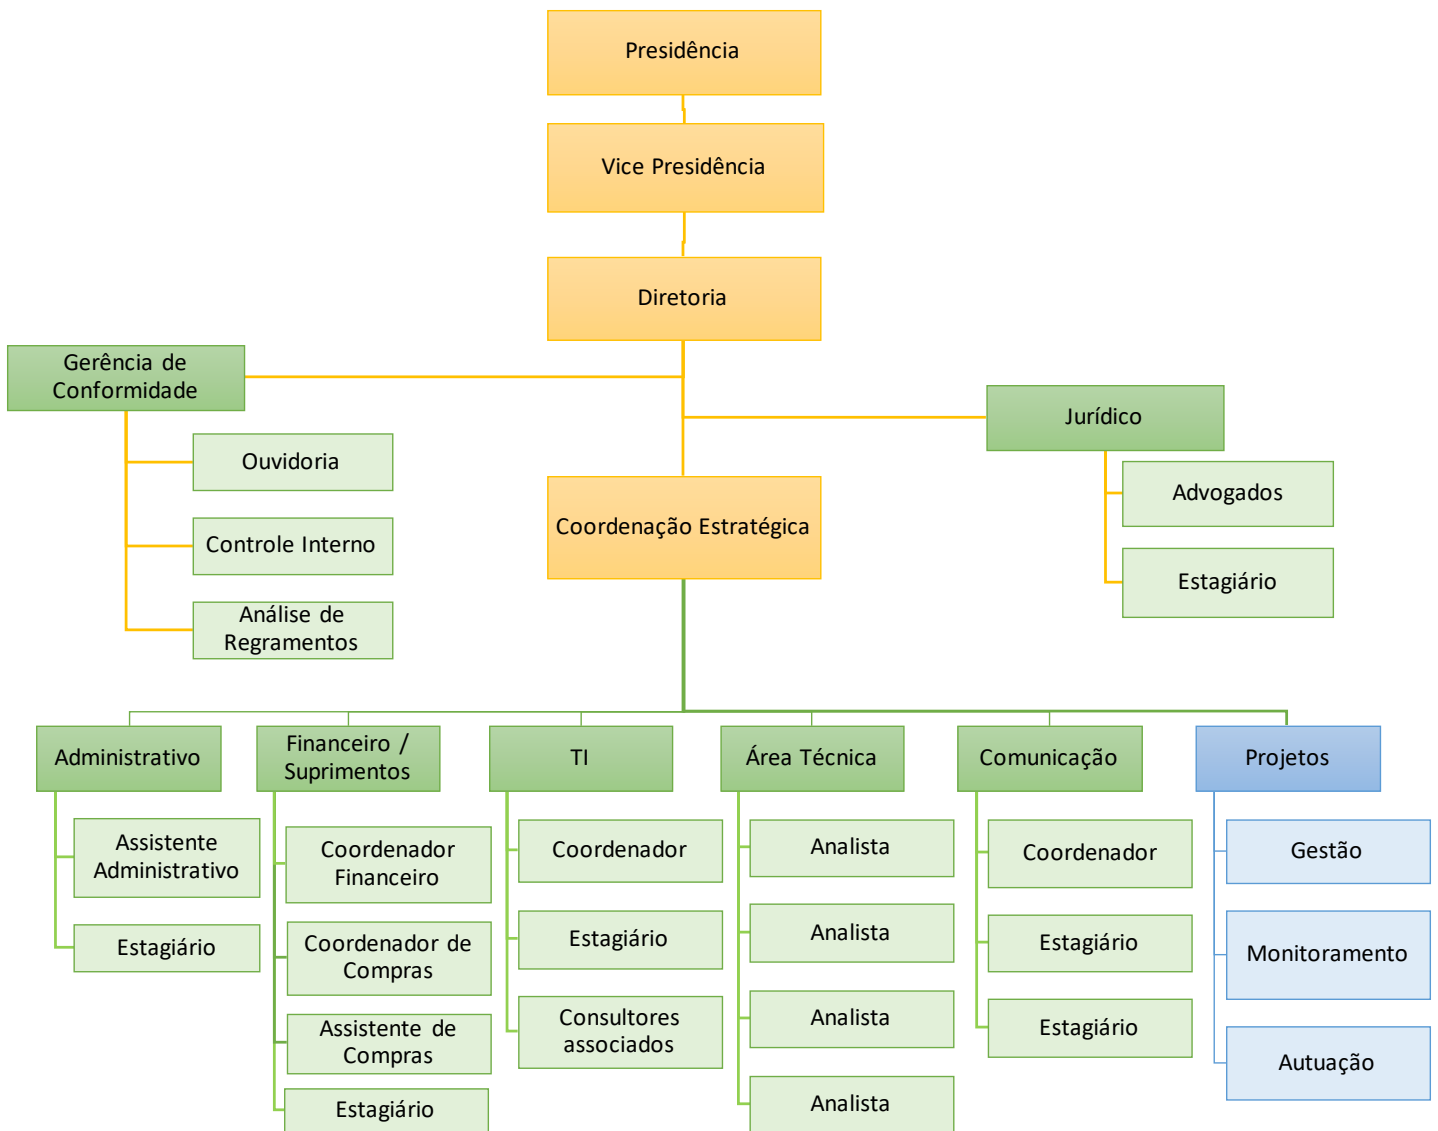 Presidência
Vice Presidência
Diretoria
Gerência de
Conformidade
Ouvidoria
Controle Interno
Análise de
Regramentos
Jurídico
Advogados
Estagiário
Coordenação Estratégica
Administrativo
Assistente
Administrativo
Estagiário
Financeiro /
Suprimentos
Coordenador
Financeiro
Coordenador de
Compras
Assistente de
Compras
Estagiário
TI
Coordenador
Estagiário
Consultores
associados
Área Técnica
Analista
Analista
Analista
Analista
Comunicação
Coordenador
Estagiário
Estagiário
Projetos
Gestão
Monitoramento
Autuação